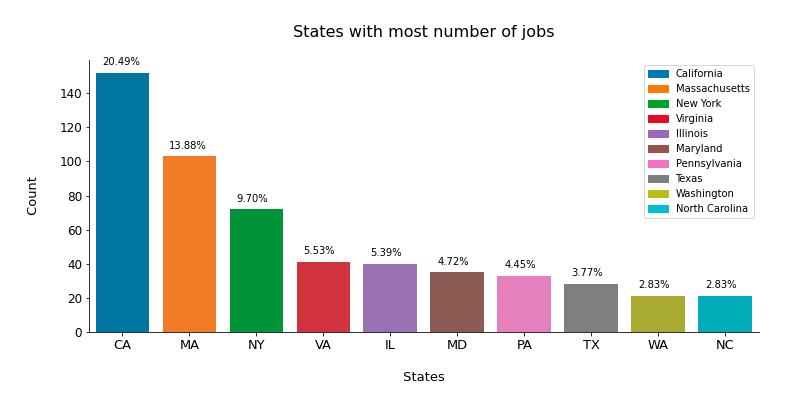 States with most number of jobs
20.49%
13.88%
9.70%
5.53%
5.39%
4.72%
4.45%
3.77%
2.83%
2.83%
California
Massachusetts
New York
Virginia
Illinois
Maryland
Pennsylvania
Texas
Washington
North Carolina
Count
140
120
100
80
60
40
20
0
CA MA NY VA IL MD PA TX WA NC
States